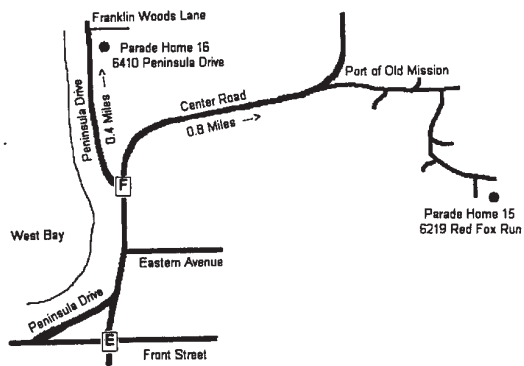 Franklin Woods Lane
Parade Home 16
6410 Peninsula Drive
Port of Old Mission
Peninsula Drive
0.4 Miles --->
Center Road
0.8 Miles --->
F
Parade Home 15
6219 Red Fox Run
West Bay
Eastern Avenue
Peninsula Drive
E
Front Street